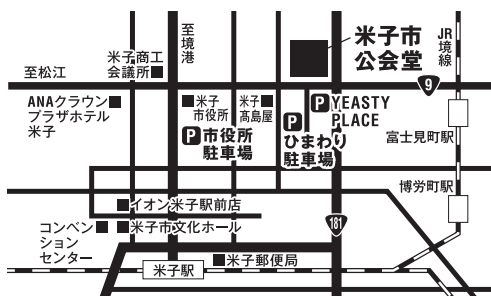 至境港
米子市
公会堂
JR境線
米子商工
会議所
至松江
9
ANAクラウン
プラザホテル
米子
米子
市役所
米子
髙島屋
P YEASTY
PLACE
P 市役所
駐車場
P
ひまわり
駐車場
富士見町駅
博労町駅
イオン米子駅前店
181
コンベン
ション
センター
米子市文化ホール
米子駅
米子郵便局